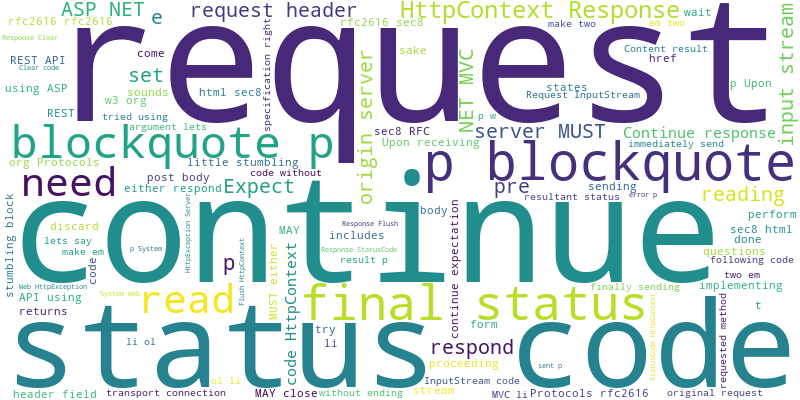 ASP NET
e
request header
rfc2616 sec8
HttpContext Response
make two
em two
wait
rfc2616 rfc2616
Response Clear
REST API
Clear code
come
sake
Content result
href
set
using ASP
sounds
html sec8
states
Request InputStream
p Upon
w3 org
REST
tried using
argument lets
specification right
request
NET MVC
input stream
blockquote p
sec8 RFC
Upon receiving
p w
server MUST
Continue response
immediately send
org Protocols
little stumbling
origin server
p blockquote
need
post body
code without
either respond
Expect
pre
sending
resultant status
error p
reading
continue
stumbling block
discard
lets say
make em
p System
HttpException Server
MAY
includes
body
Response Flush
Response StatusCode
result p
continue expectation
perform
sec8 html
done
questions
following code
Web HttpException
code
p
Flush HttpContext
API using
System Web
read
MUST either
code HttpContext
final status
finally sending
two em
implementing
returns
try
form
t
status code
li ol
li
respond
proceeding
sent p
StatusCode HttpContext
requested method
ol li
InputStream code
header field
transport connection
MAY close
without ending
stream
MVC li
Protocols rfc2616
original request